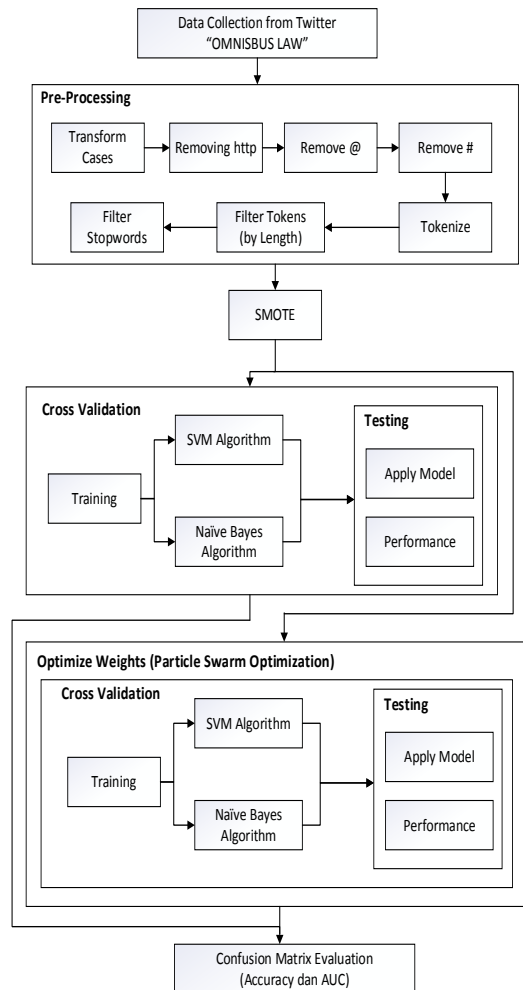 Data Collection from Twitter
“OMNISBUS LAW”
Pre-Processing
Transform
Cases
Removing http
Remove @
Remove #
Filter
Stopwords
Filter Tokens
(by Length)
Tokenize
SMOTE
Cross Validation
SVM Algorithm
Training
Naïve Bayes
Algorithm
Testing
Apply Model
Performance
Optimize Weights (Particle Swarm Optimization)
Cross Validation
SVM Algorithm
Training
Naïve Bayes
Algorithm
Testing
Apply Model
Performance
Confusion Matrix Evaluation
(Accuracy dan AUC)